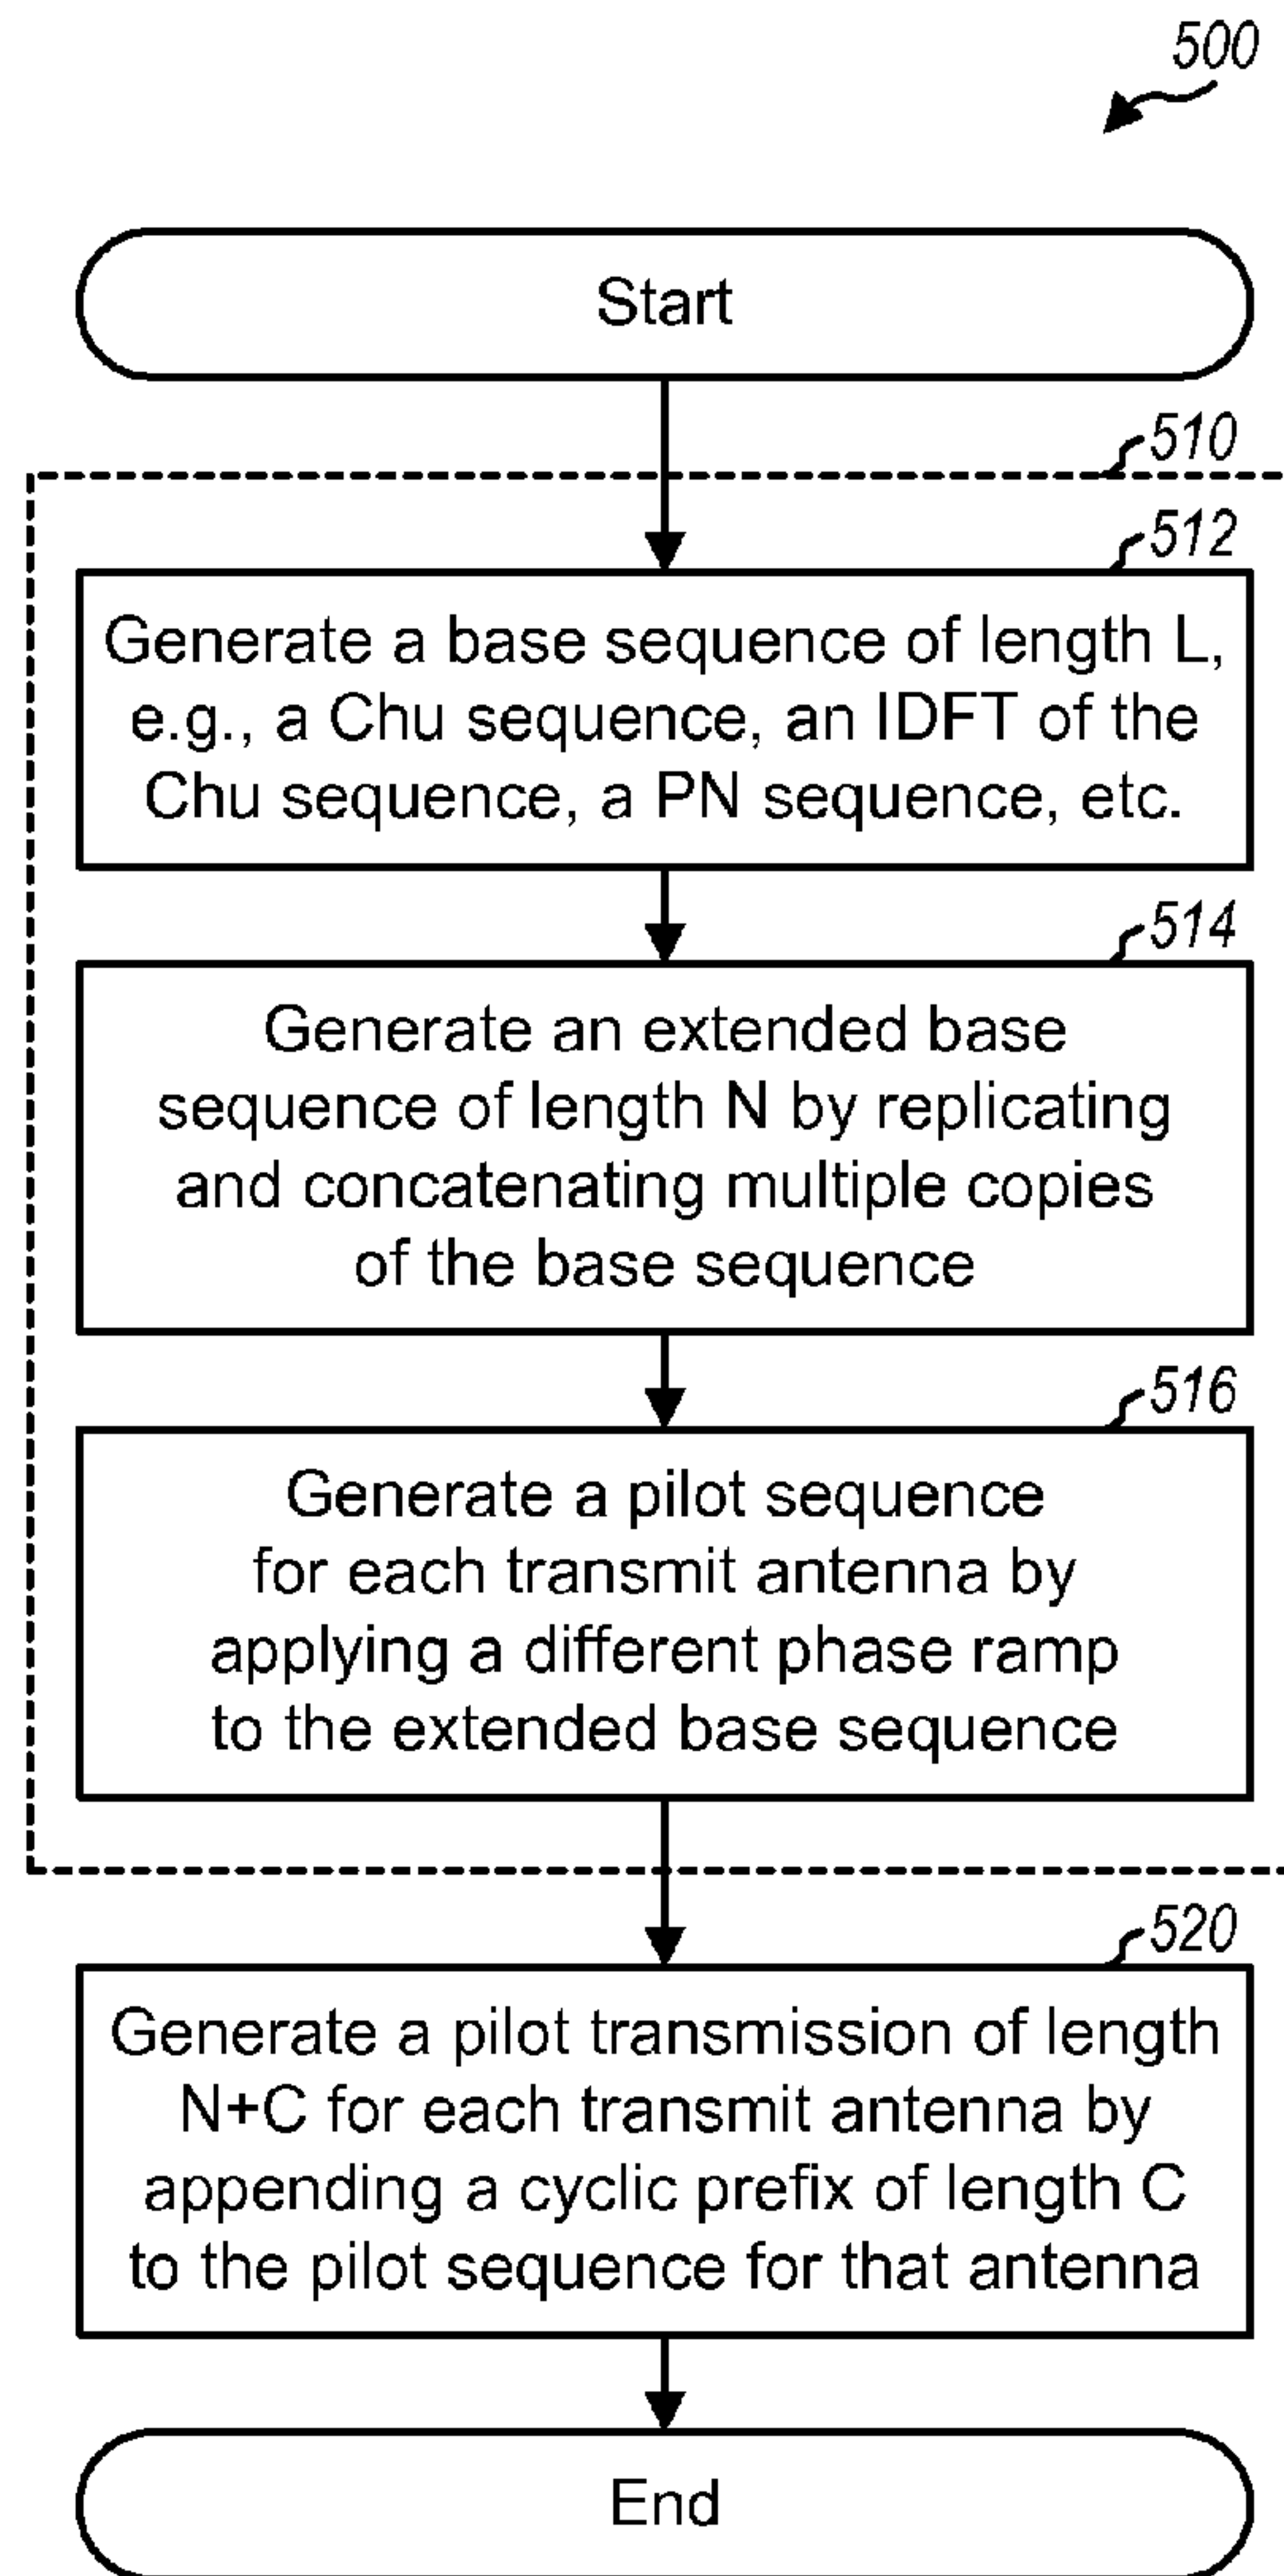 500
Start
510
512
Generate a base sequence of length L,
e.g., a Chu sequence, an IDFT of the
Chu sequence, a PN sequence, etc.
514
Generate an extended base
sequence of length N by replicating
and concatenating multiple copies
of the base sequence
516
Generate a pilot sequence
for each transmit antenna by
applying a different phase ramp
to the extended base sequence
520
Generate a pilot transmission of length
N+C for each transmit antenna by
appending a cyclic prefix of length C
to the pilot sequence for that antenna
End